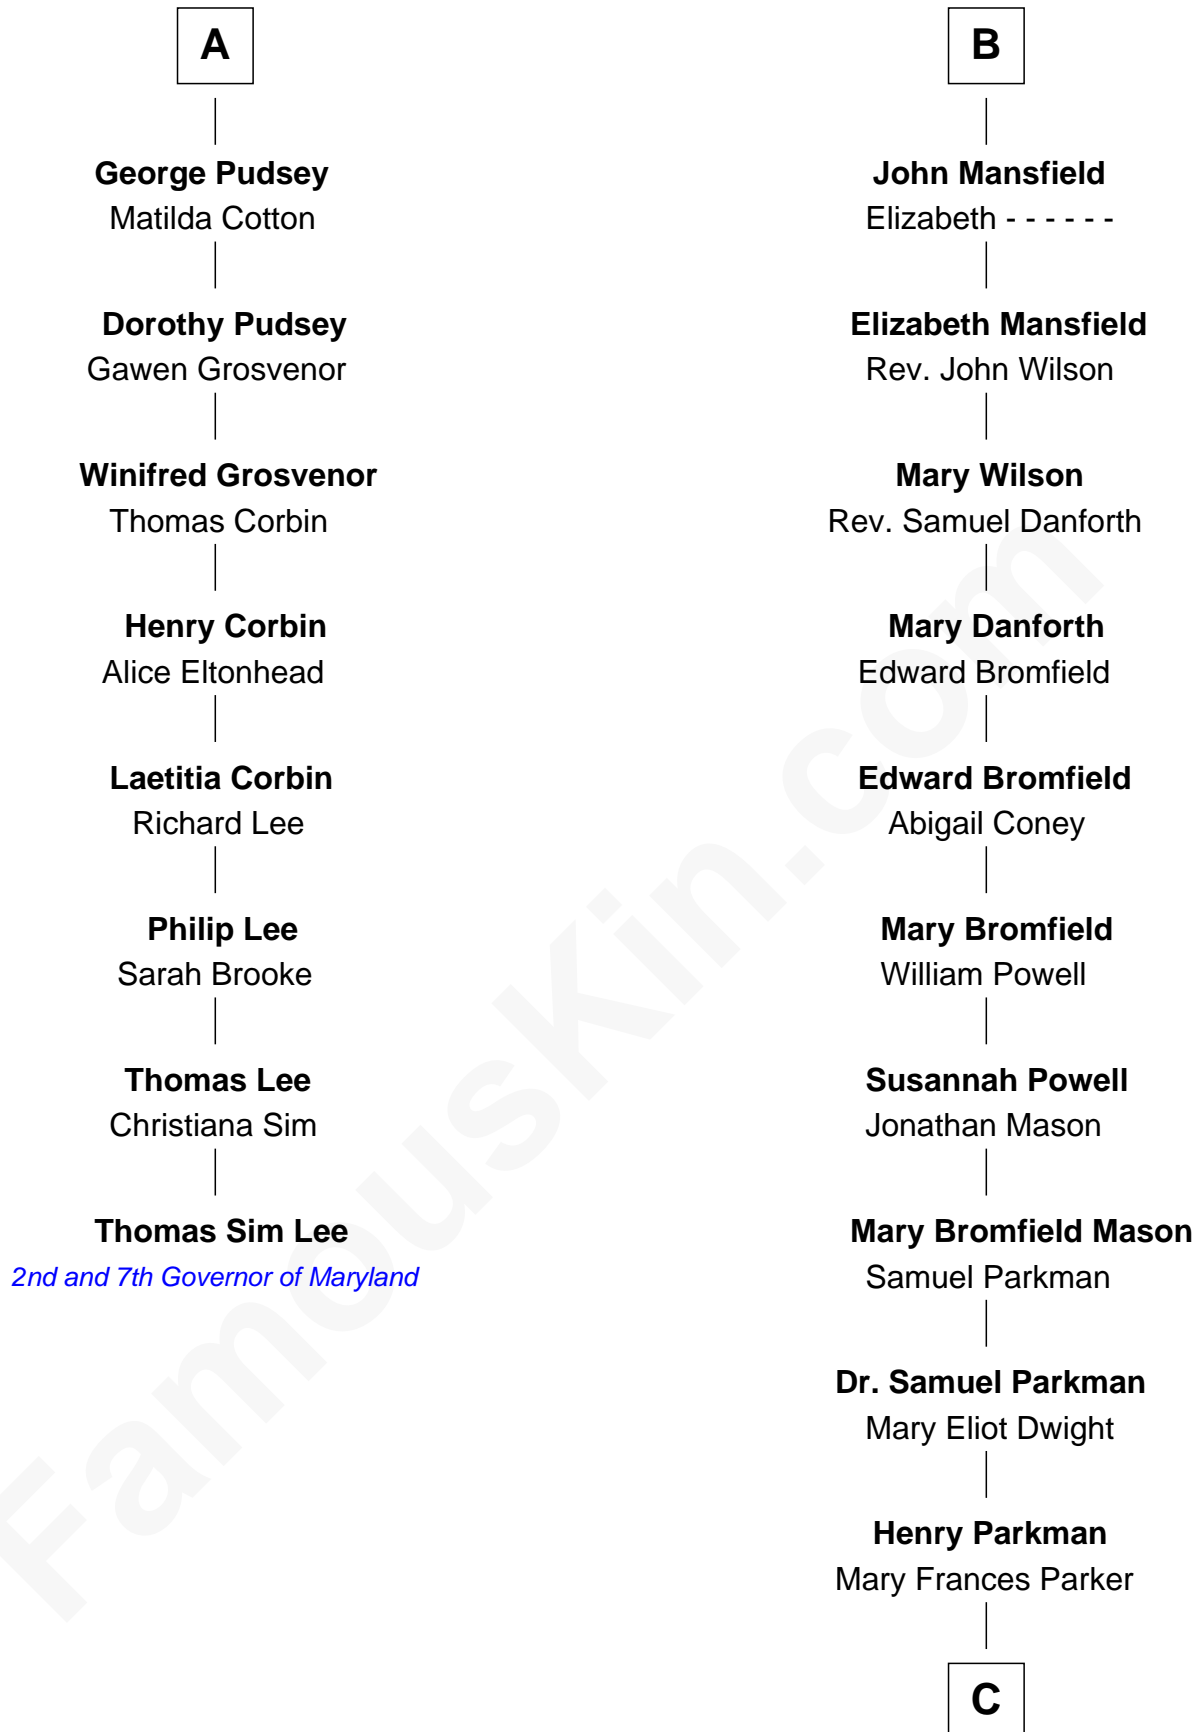 A
George Pudsey
Matilda Cotton
Dorothy Pudsey
Gawen Grosvenor
Winifred Grosvenor
Thomas Corbin
Henry Corbin
Alice Eltonhead
Laetitia Corbin
Richard Lee
Philip Lee
Sarah Brooke
Thomas Lee
Christiana Sim
Thomas Sim Lee
2nd and 7th Governor of Maryland
B
John Mansfield
Elizabeth - - - - - -
Elizabeth Mansfield
Rev. John Wilson
Mary Wilson
Rev. Samuel Danforth
Mary Danforth
Edward Bromfield
Edward Bromfield
Abigail Coney
Mary Bromfield
William Powell
Susannah Powell
Jonathan Mason
Mary Bromfield Mason
Samuel Parkman
Dr. Samuel Parkman
Mary Eliot Dwight
Henry Parkman
Mary Frances Parker
C
FamousKin.com